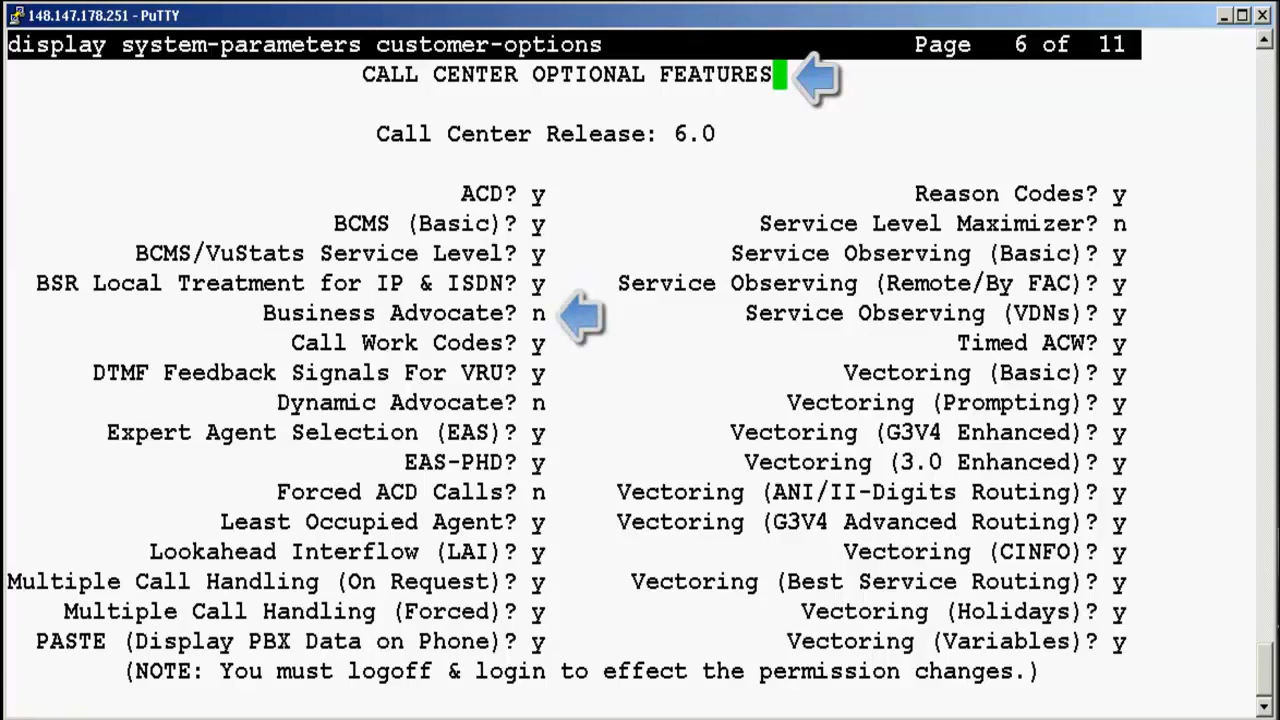 148.147.178.251 - PuTTY
display system-parameters customer-options Page 6 of 11
CALL CENTER OPTIONAL FEATURES
Call Center Release: 6.0
ACD? y Reason Codes? y
BCMS (Basic)? y Service Level Maximizer? n
BCMS/VuStats Service Level? y Service Observing (Basic)? y
BSR Local Treatment for IP & ISDN? y Service Observing (Remote/By FAC)? y
Business Advocate? n Service Observing (VDNs)? y
Call Work Codes? y Timed ACW? y
DTMF Feedback Signals For VRU? y Vectoring (Basic)? y
Dynamic Advocate? n Vectoring (Prompting)? y
Expert Agent Selection (EAS)? y Vectoring (G3V4 Enhanced)? y
EAS-PHD? y Vectoring (3.0 Enhanced)? y
Forced ACD Calls? n Vectoring (ANI/II-Digits Routing)? y
Least Occupied Agent? y Vectoring (G3V4 Advanced Routing)? y
Lookahead Interflow (LAI)? y Vectoring (CINFO)? y
Multiple Call Handling (On Request)? y Vectoring (Best Service Routing)? y
Multiple Call Handling (Forced)? y Vectoring (Holidays)? y
PASTE (Display PBX Data on Phone)? y Vectoring (Variables)? y
(NOTE: You must logoff & login to effect the permission changes.)